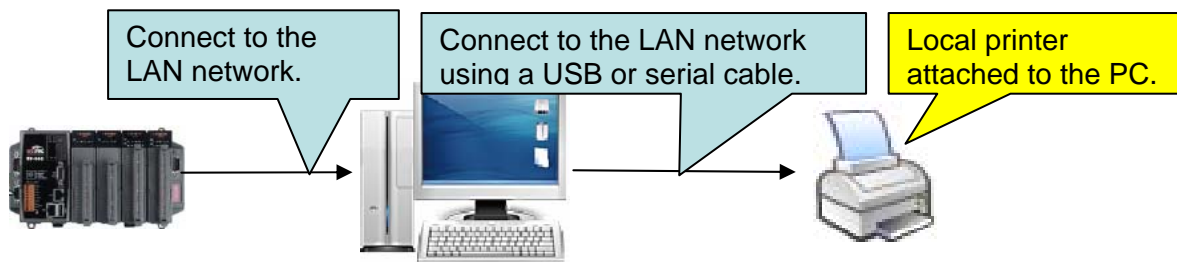 Connect to the
LAN network.
Connect to the LAN network
using a USB or serial cable.
Local printer
attached to the PC.